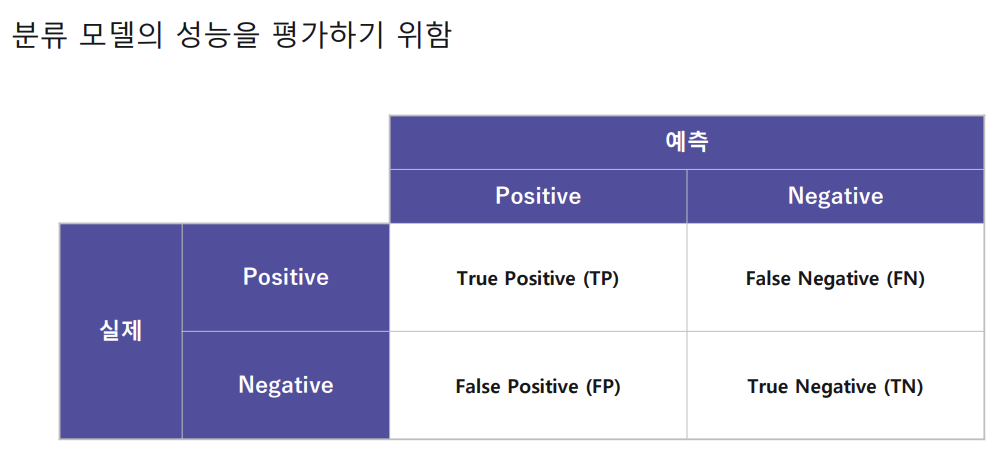 분류 모델의 성능을 평가하기 위함
예측
Positive Negative
실제
Positive True Positive (TP) False Negative (FN)
Negative False Positive (FP) True Negative (TN)